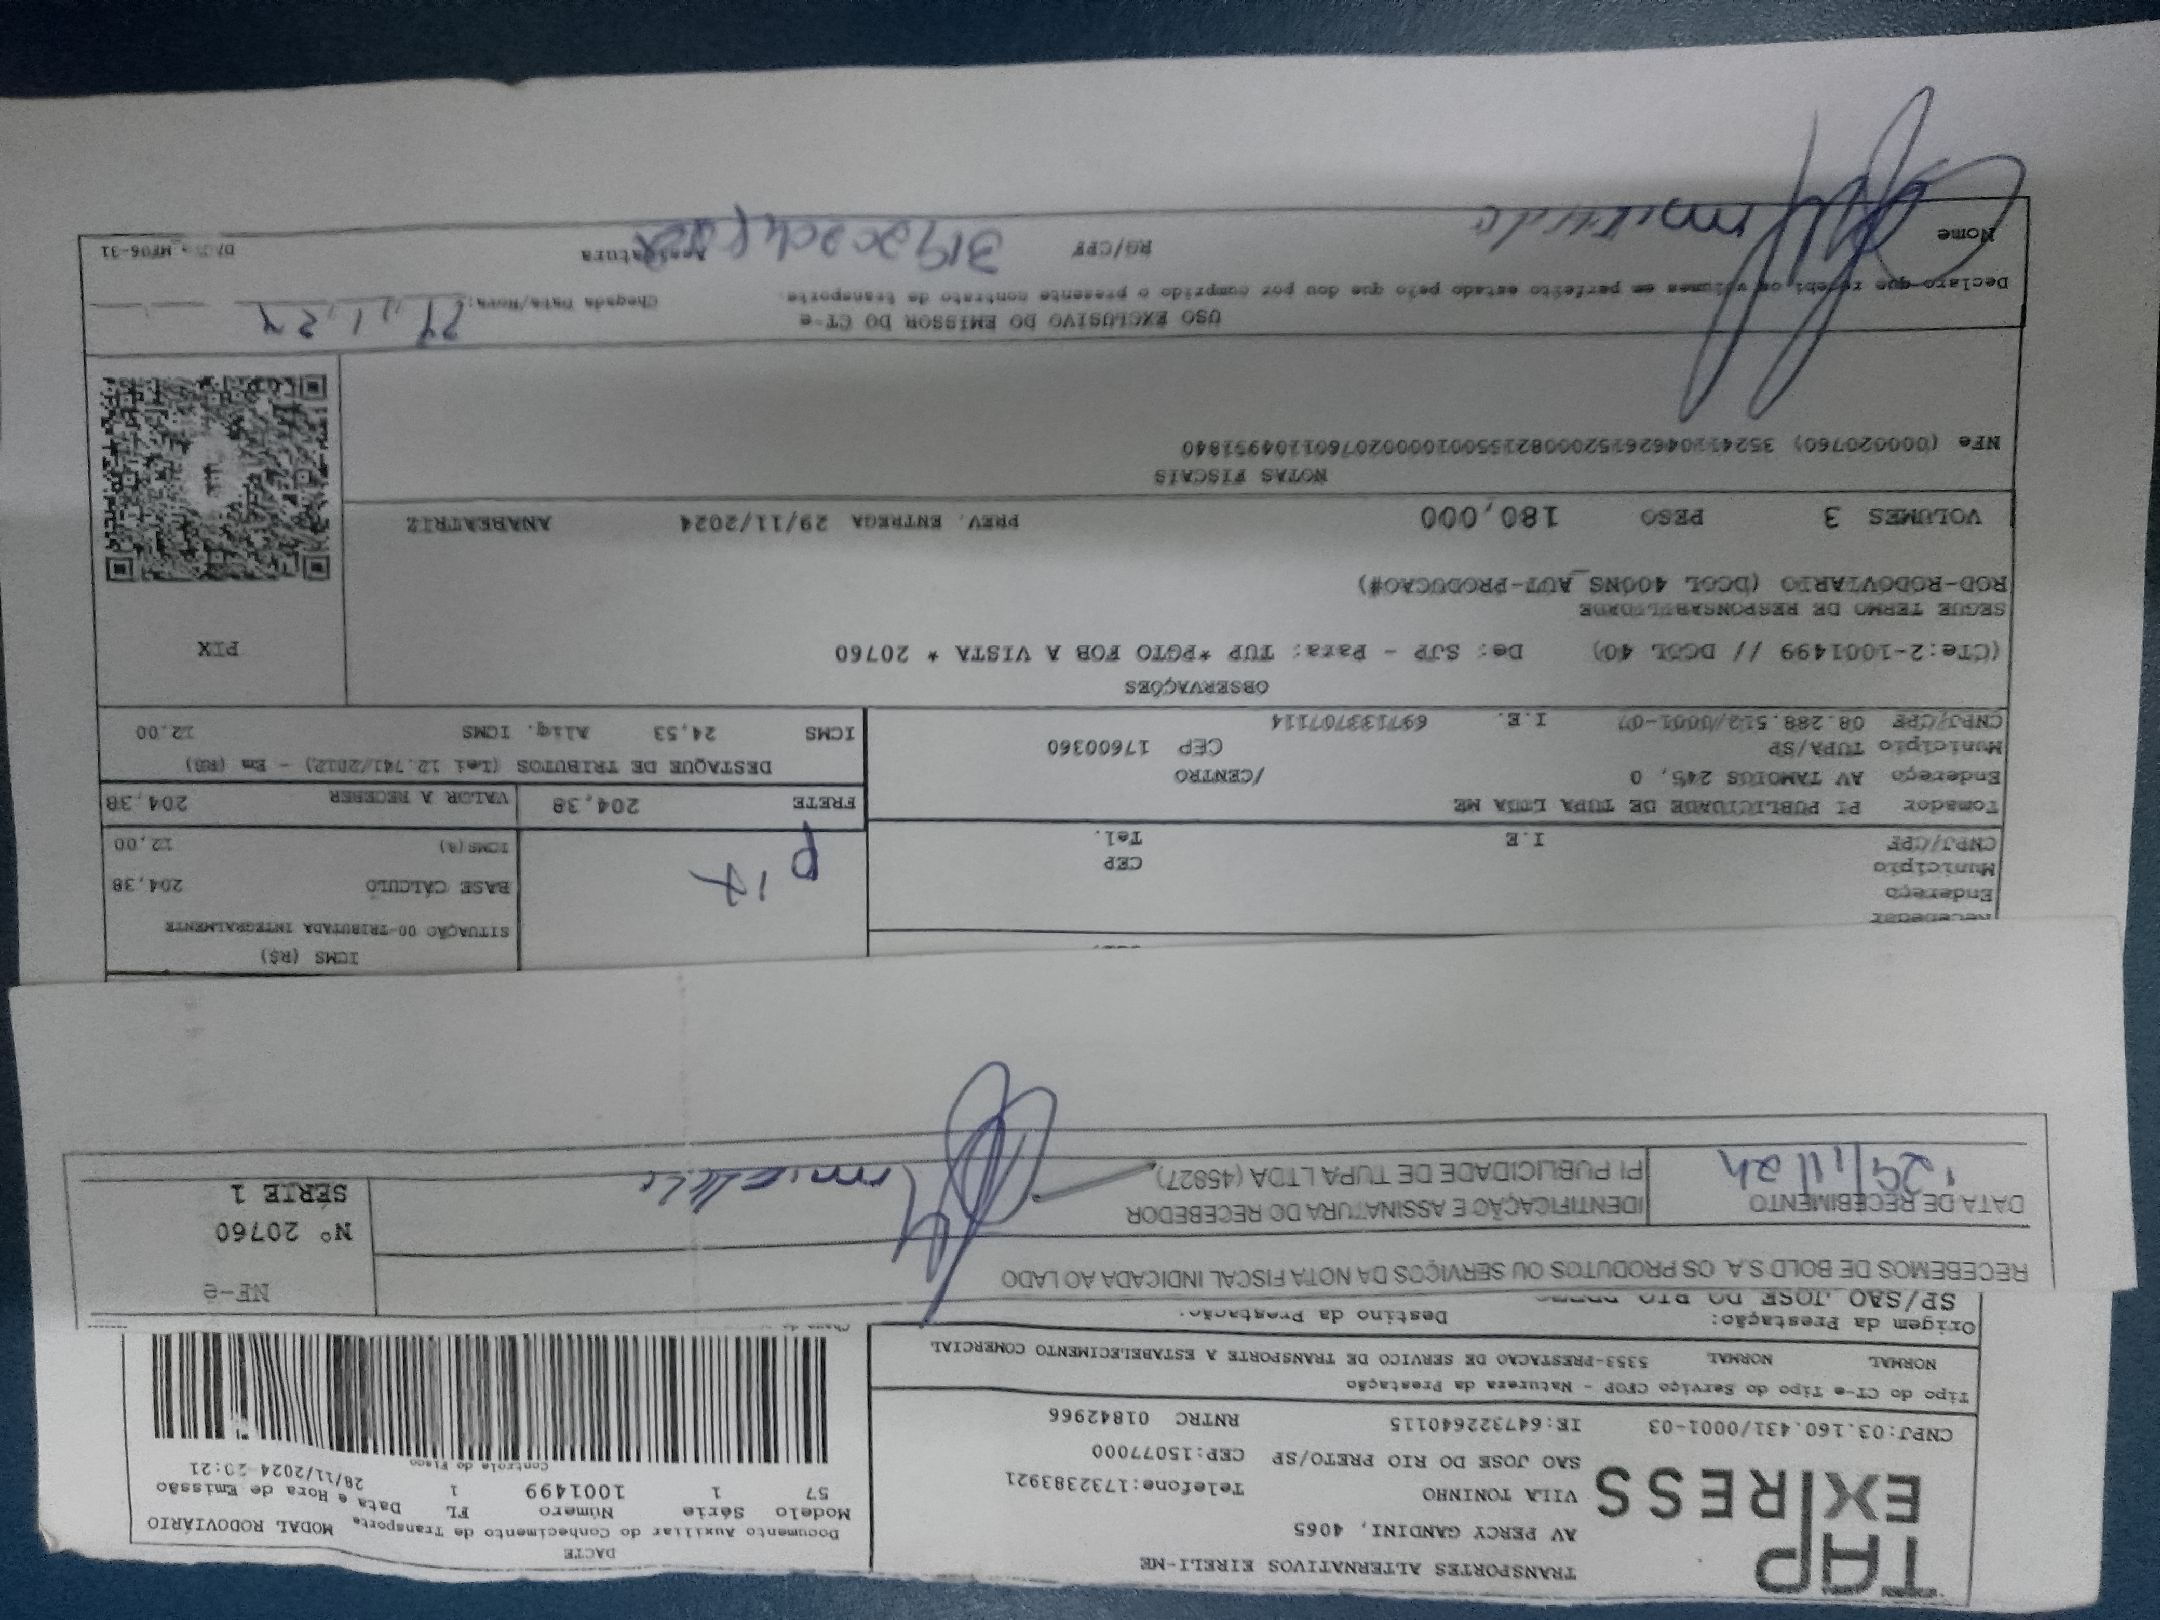 TAP
EXPRESS
TRANSPORTES ALTERNATIVOS EIRELI-ME
AV PERCY GANDINI, 4065
VILA TONINHO Telefone:1732383921
SAO JOSE DO RIO PRETO/SP CEP:15077000
CNPJ:03.160.431/0001-03 IE:647322640115 RNTRC 01842966
DACTE
Documento Auxiliar do Conhecimento de Transporte MODAL RODOVIÁRIO
Modelo Série Número FL Data e Hora de Emissão
57 1 1001499 1 28/11/2024 20:21
Controle do Fisco
Tipo do CT-e Tipo do Serviço CFOP - Natureza da Prestação
NORMAL NORMAL 5353-PRESTACAO DE SERVICO DE TRANSPORTE A ESTABELECIMENTO COMERCIAL
Origem da Prestação: Destino da Prestação:
SP/SAO JOSE DO RIO PRETO
RECEBEMOS DE BOLD S.A. OS PRODUTOS OU SERVIÇOS DA NOTA FISCAL INDICADA AO LADO
NF-e
Nº 20760
SÉRIE 1
DATA DE RECEBIMENTO
29/11/24
IDENTIFICAÇÃO E ASSINATURA DO RECEBEDOR
PI PUBLICIDADE DE TUPA LTDA (45827)
ICMS (R$)
SITUAÇÃO 00-TRIBUTADA INTEGRALMENTE
BASE CÁLCULO 204,38
ICMS(%) 12,00
Recebedor
Endereço
Município CEP
CNPJ/CPF I.E Tel.
Pix
Tomador PI PUBLICIDADE DE TUPA LTDA ME
Endereço AV TAMOIOS 245, 0 /CENTRO
Município TUPA/SP CEP 17600360
CNPJ/CPF 08.288.512/0001-07 I.E. 697133707114
FRETE 204,38 VALOR A RECEBER 204,38
DESTAQUE DE TRIBUTOS (Lei 12.741/2012) - Em (R$)
ICMS 24,53 Aliq. ICMS 12,00
OBSERVAÇÕES
(CTe:2-1001499 // DCOL 40) De: SJP - Para: TUP *PGTO FOB A VISTA * 20760
SEGUE TERMO DE RESPONSABILIDADE
ROD-RODOVIARIO (DCOL 400NS_AUT-PRODUCAO#)
PIX
VOLUMES 3 PESO 180,000 PREV. ENTREGA 29/11/2024 ANABEATRIZ
NOTAS FISCAIS
NFe (000020760)
USO EXCLUSIVO DO EMISSOR DO CT-e
Declaro que recebi os volumes em perfeito estado pelo que dou por cumprido o presente contrato de transporte.
Chegada Data/Hora:
Nome RG/CPF Assinatura